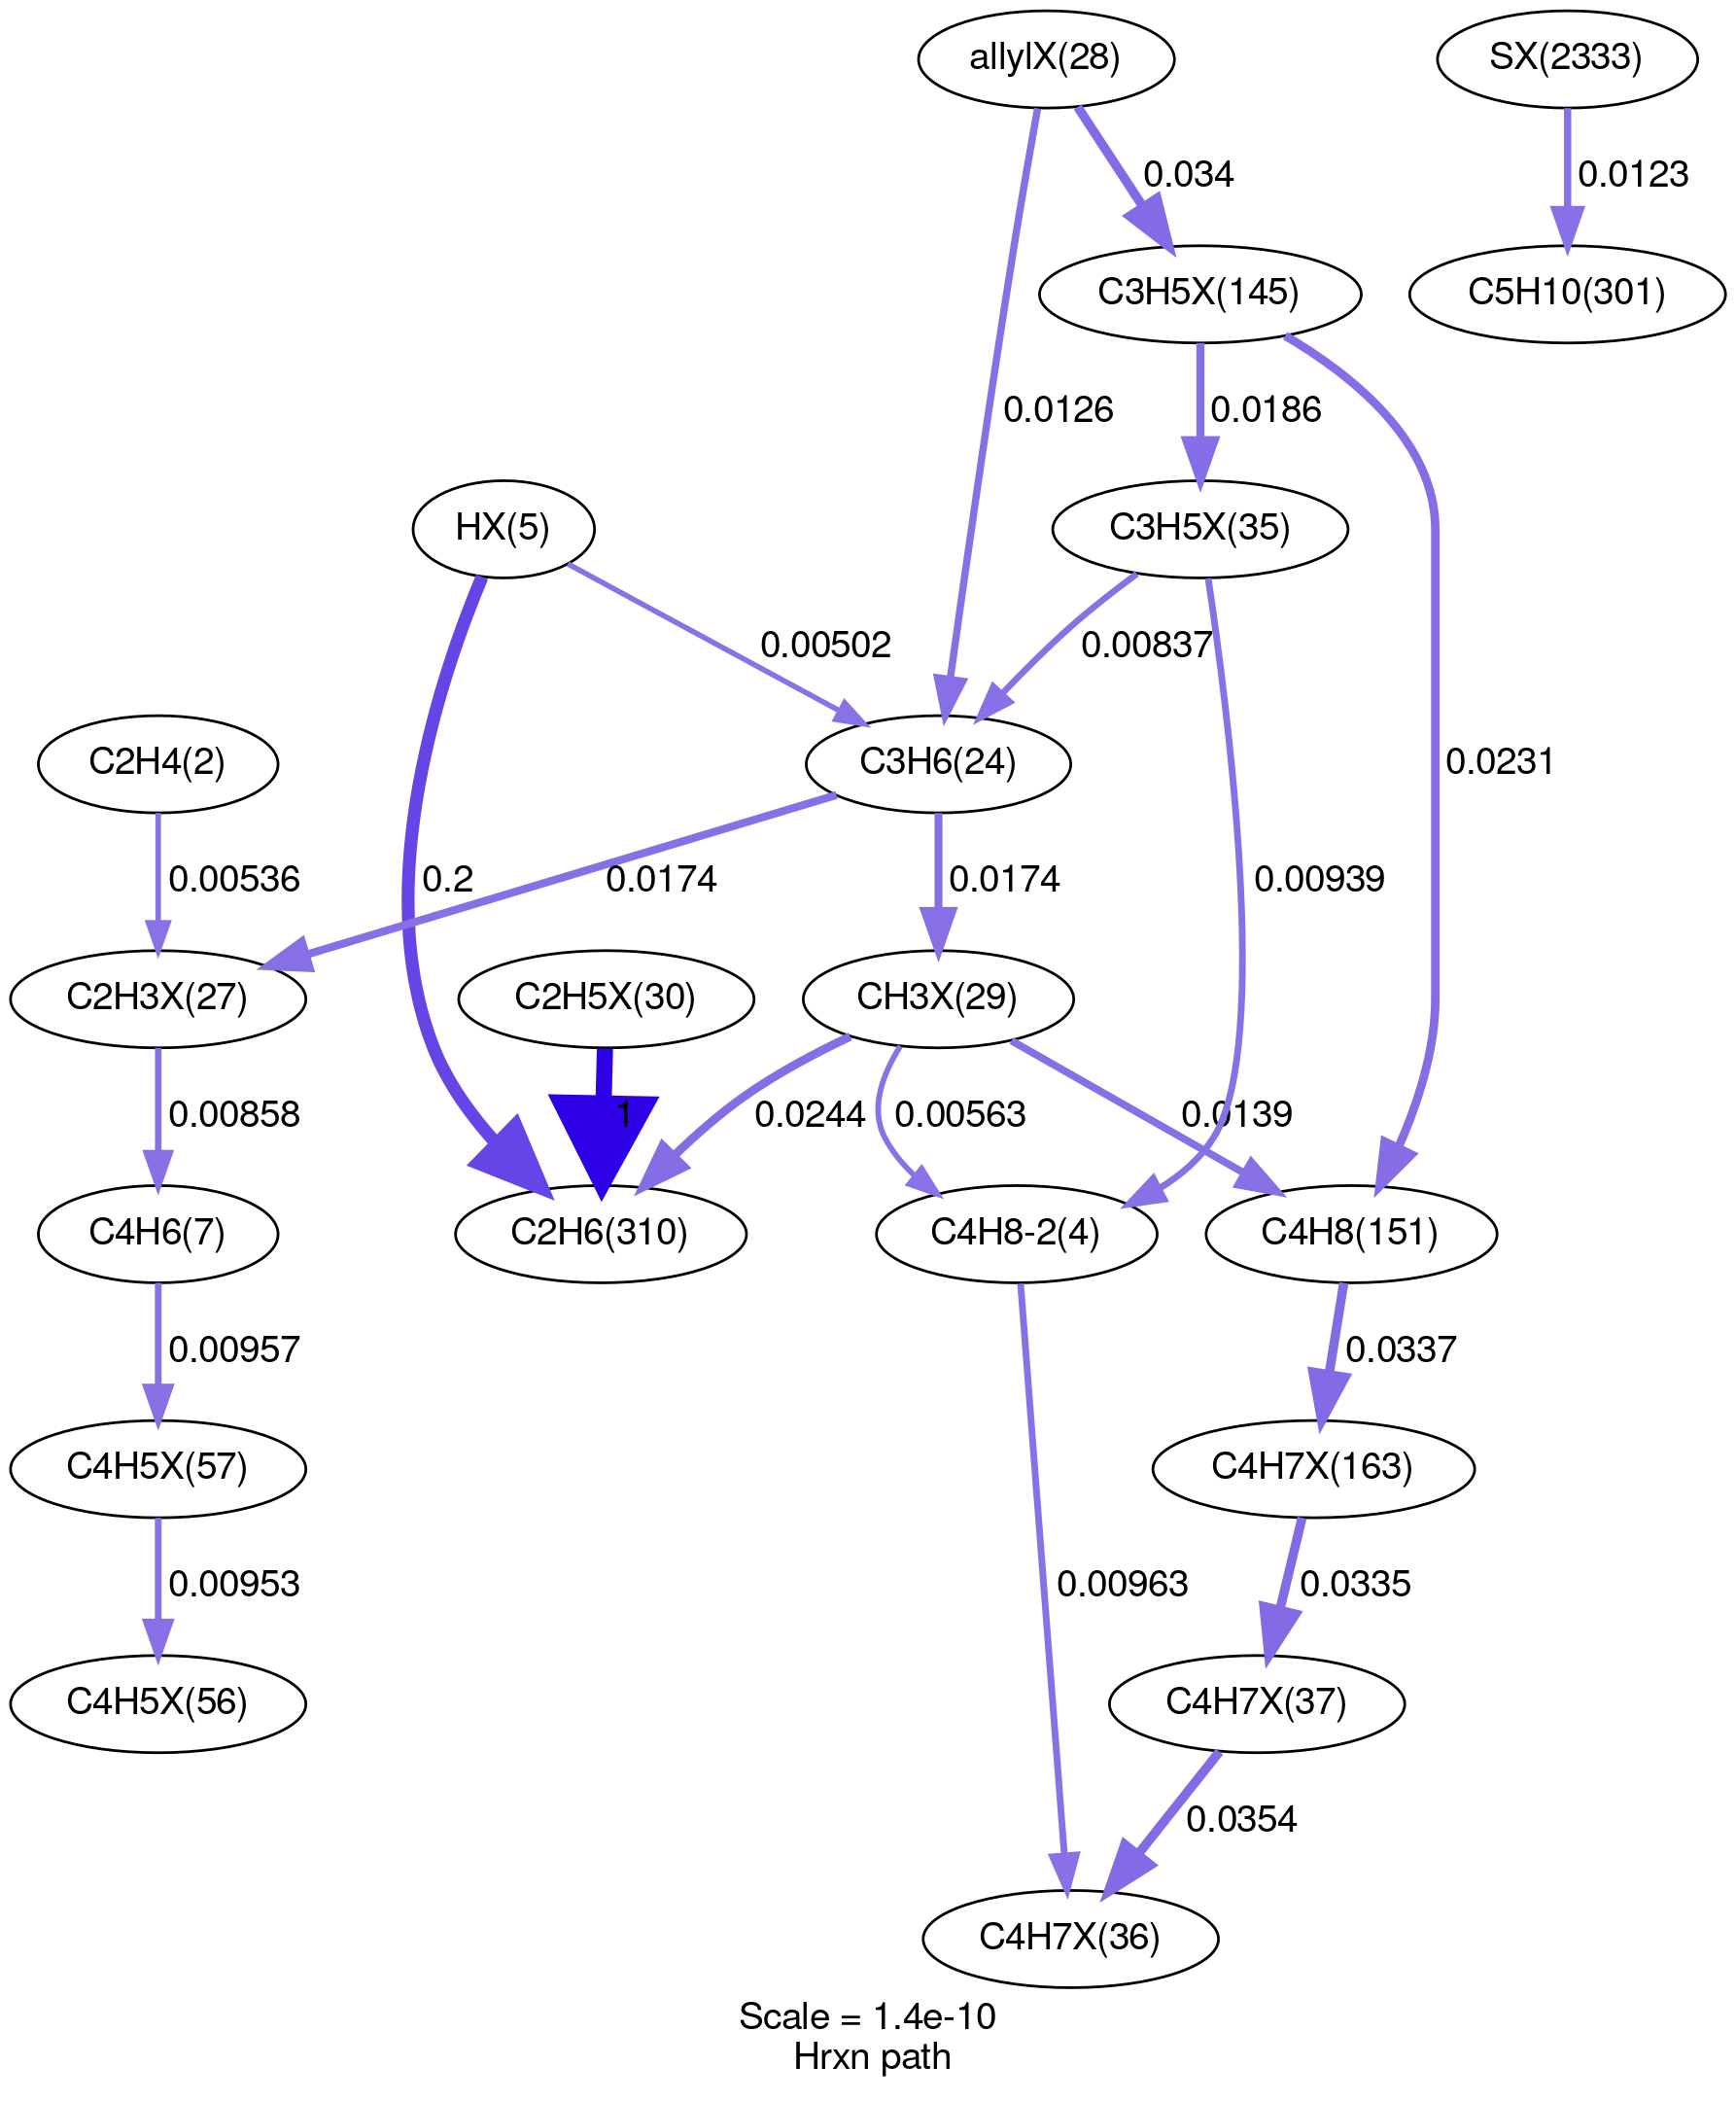 allylX(28)
SX(2333)
0.034
0.0123
C3H5X(145)
C5H10(301)
0.0126
0.0186
HX(5)
C3H5X(35)
0.00502
0.00837
C2H4(2)
C3H6(24)
0.0231
0.00536
0.2
0.0174
0.0174
0.00939
C2H3X(27)
C2H5X(30)
CH3X(29)
0.00858
1
0.0244
0.00563
0.0139
C4H6(7)
C2H6(310)
C4H8-2(4)
C4H8(151)
0.00957
0.0337
C4H5X(57)
C4H7X(163)
0.00953
0.00963
0.0335
C4H5X(56)
C4H7X(37)
0.0354
C4H7X(36)
Scale = 1.4e-10
Hrxn path